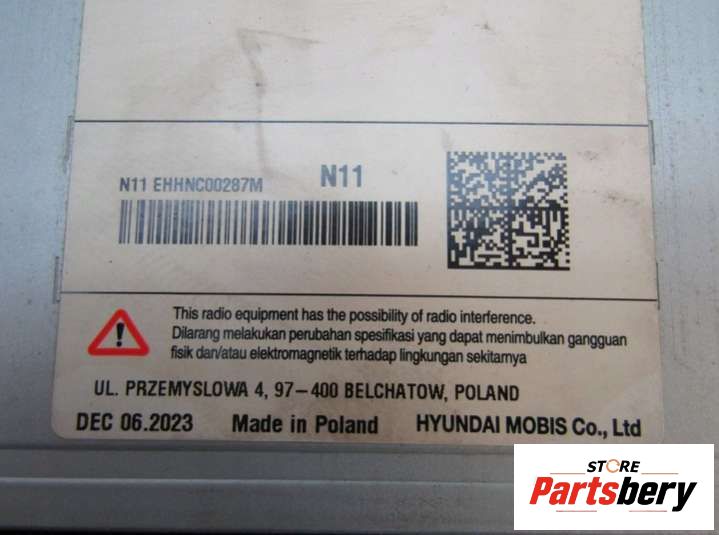 N11 EHHNC00287M N11
This radio equipment has the possibility of radio interference.
Dilarang melakukan perubahan spesifikasi yang dapat menimbulkan gangguan
fisik dan/atau elektromagnetik terhadap lingkungan sekitarnya
UL. PRZEMYSLOWA 4, 97-400 BELCHATOW, POLAND
DEC 06.2023 Made in Poland HYUNDAI MOBIS Co., Ltd
STORE
Partsbery